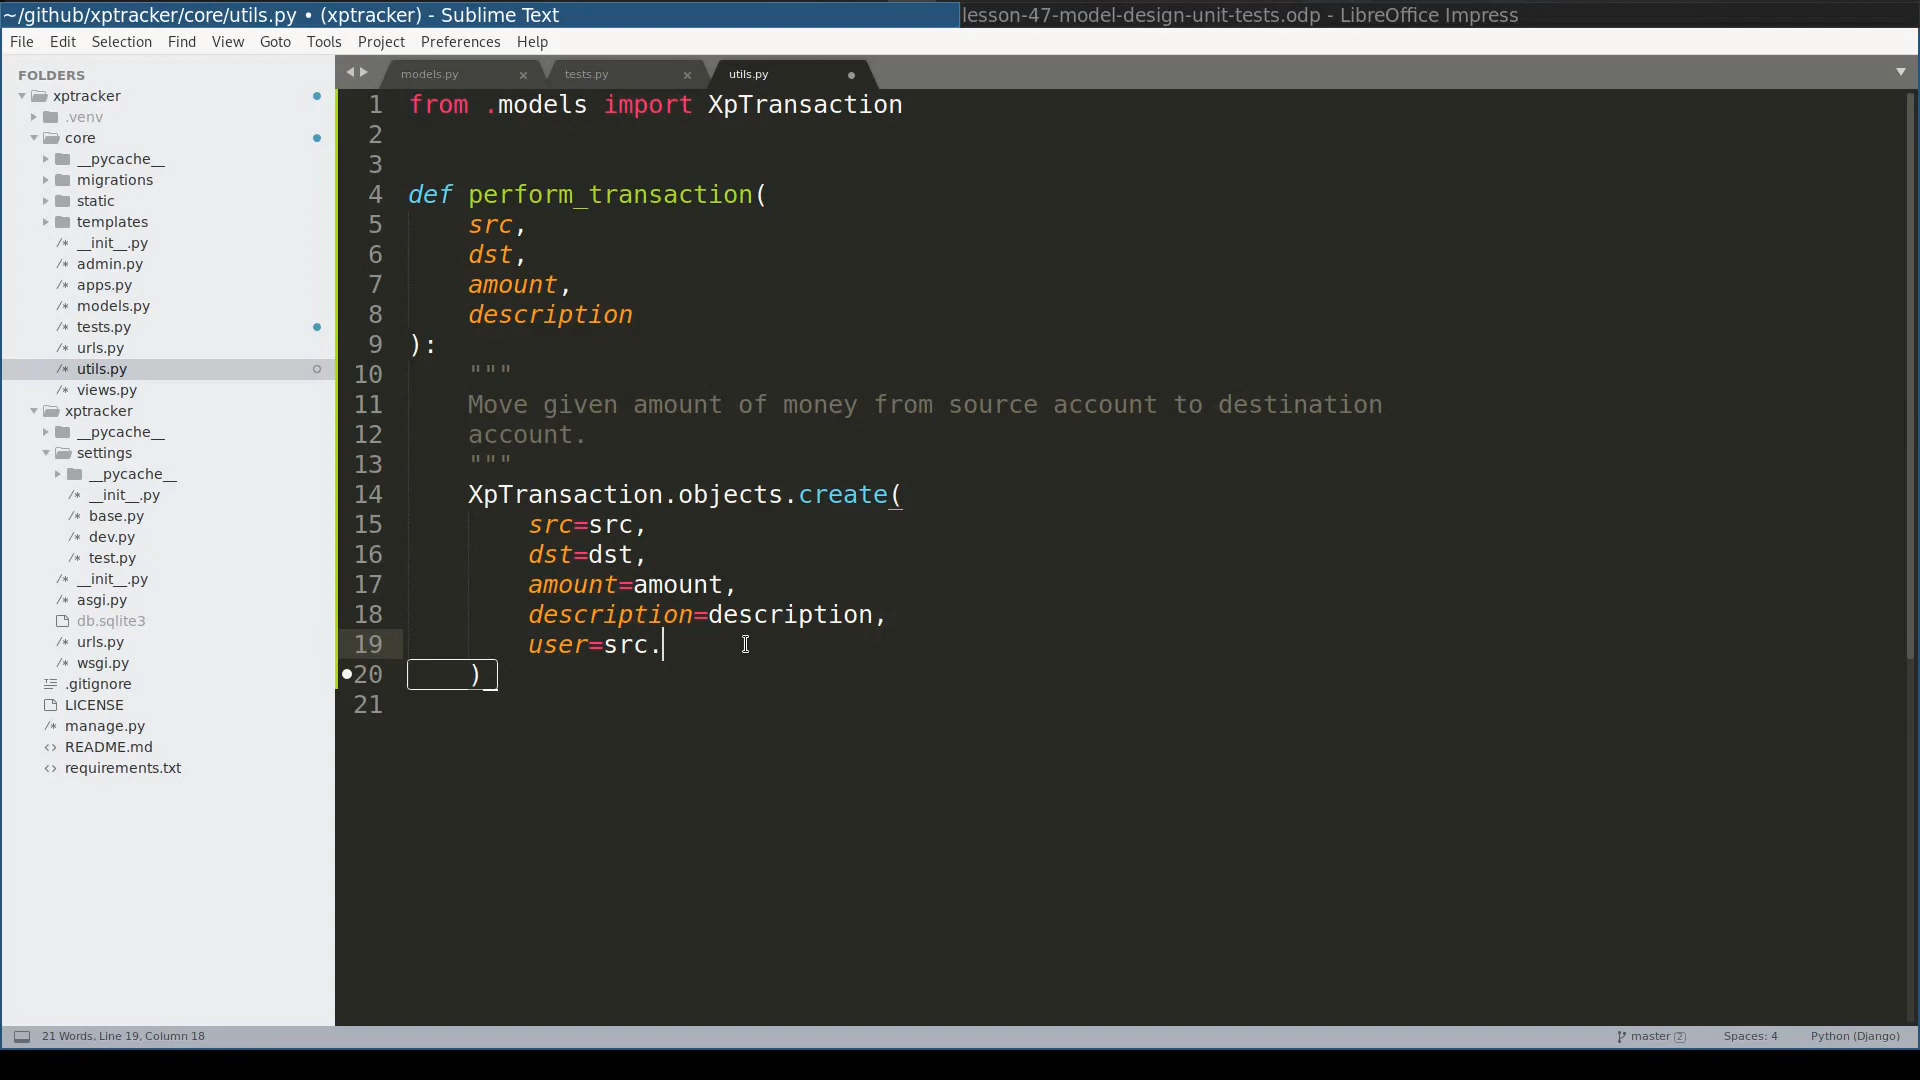 ~/github/xptracker/core/utils.py • (xptracker) - Sublime Text
lesson-47-model-design-unit-tests.odp - LibreOffice Impress
File Edit Selection Find View Goto Tools Project Preferences Help
FOLDERS
xptracker
.venv
core
__pycache__
migrations
static
templates
__init__.py
admin.py
apps.py
models.py
tests.py
urls.py
utils.py
views.py
xptracker
__pycache__
settings
__pycache__
__init__.py
base.py
dev.py
test.py
__init__.py
asgi.py
db.sqlite3
urls.py
wsgi.py
.gitignore
LICENSE
manage.py
README.md
requirements.txt
models.py tests.py utils.py
1 from .models import XpTransaction
2
3
4 def perform_transaction(
5 src,
6 dst,
7 amount,
8 description
9 ):
10 """
11 Move given amount of money from source account to destination
12 account.
13 """
14 XpTransaction.objects.create(
15 src=src,
16 dst=dst,
17 amount=amount,
18 description=description,
19 user=src.
20 )
21
21 Words, Line 19, Column 18
master 2
Spaces: 4
Python (Django)